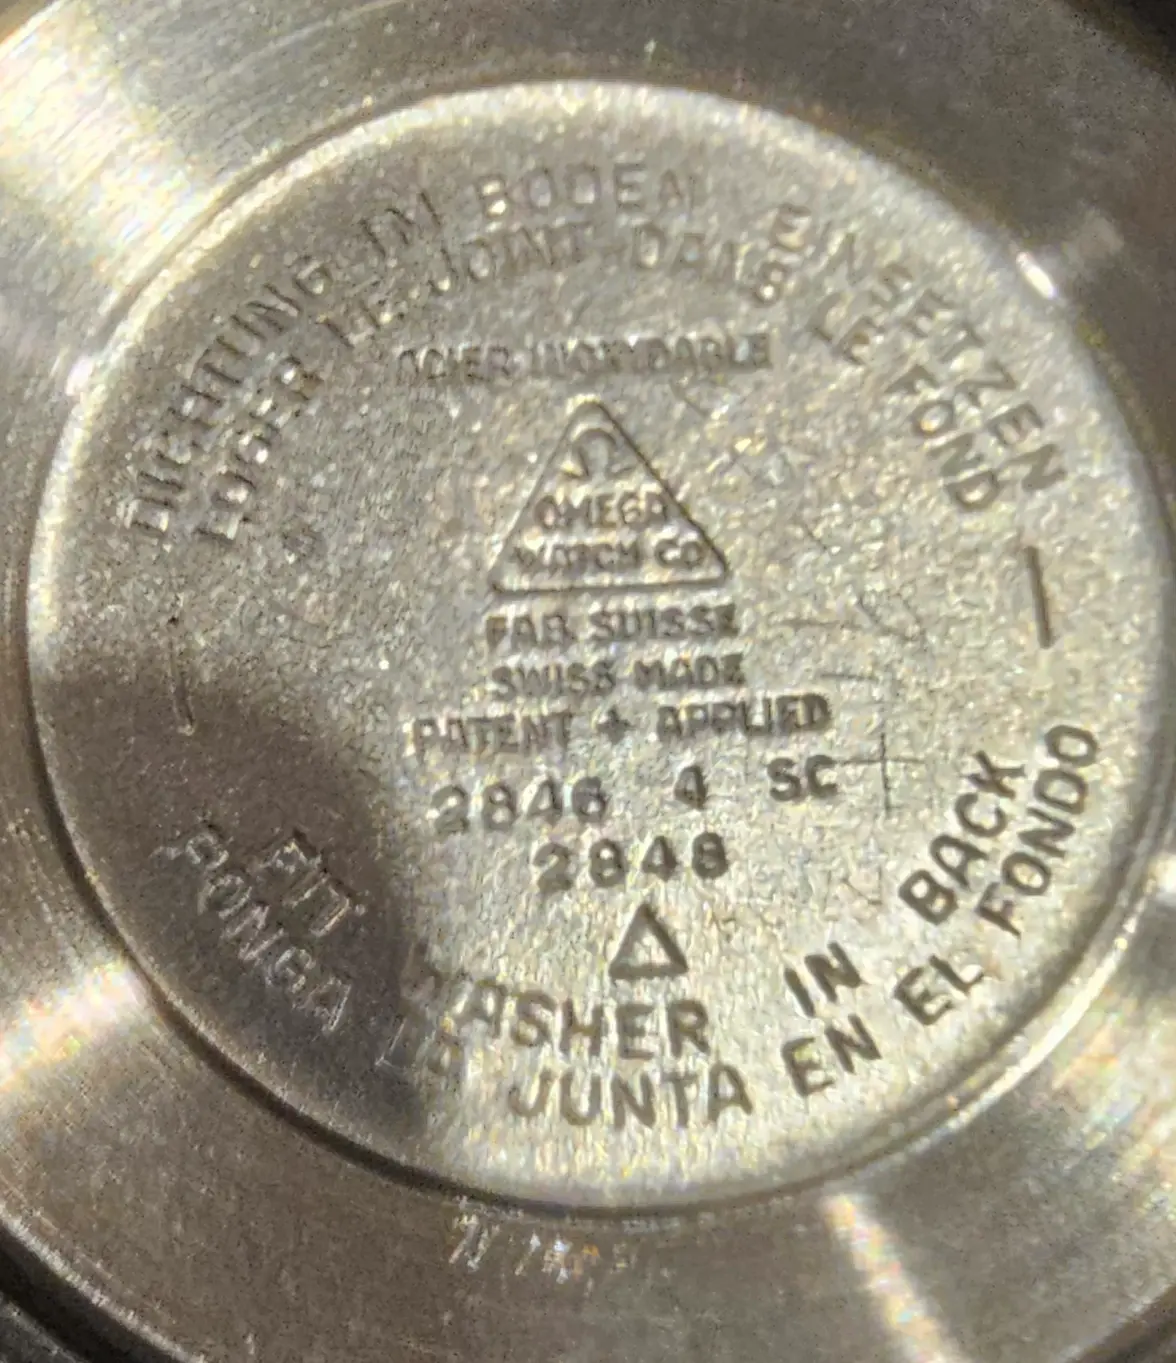 DICHTUNG IM BODEN EINSETZEN
LOGER LE JOINT DANS LE FOND
ACIER INOXYDABLE
Ω
OMEGA
WATCH CO
FAB. SUISSE
SWISS MADE
PATENT + APPLIED
2846 4 SC
2848
FIT WASHER IN BACK
PONGA LA JUNTA EN EL FONDO